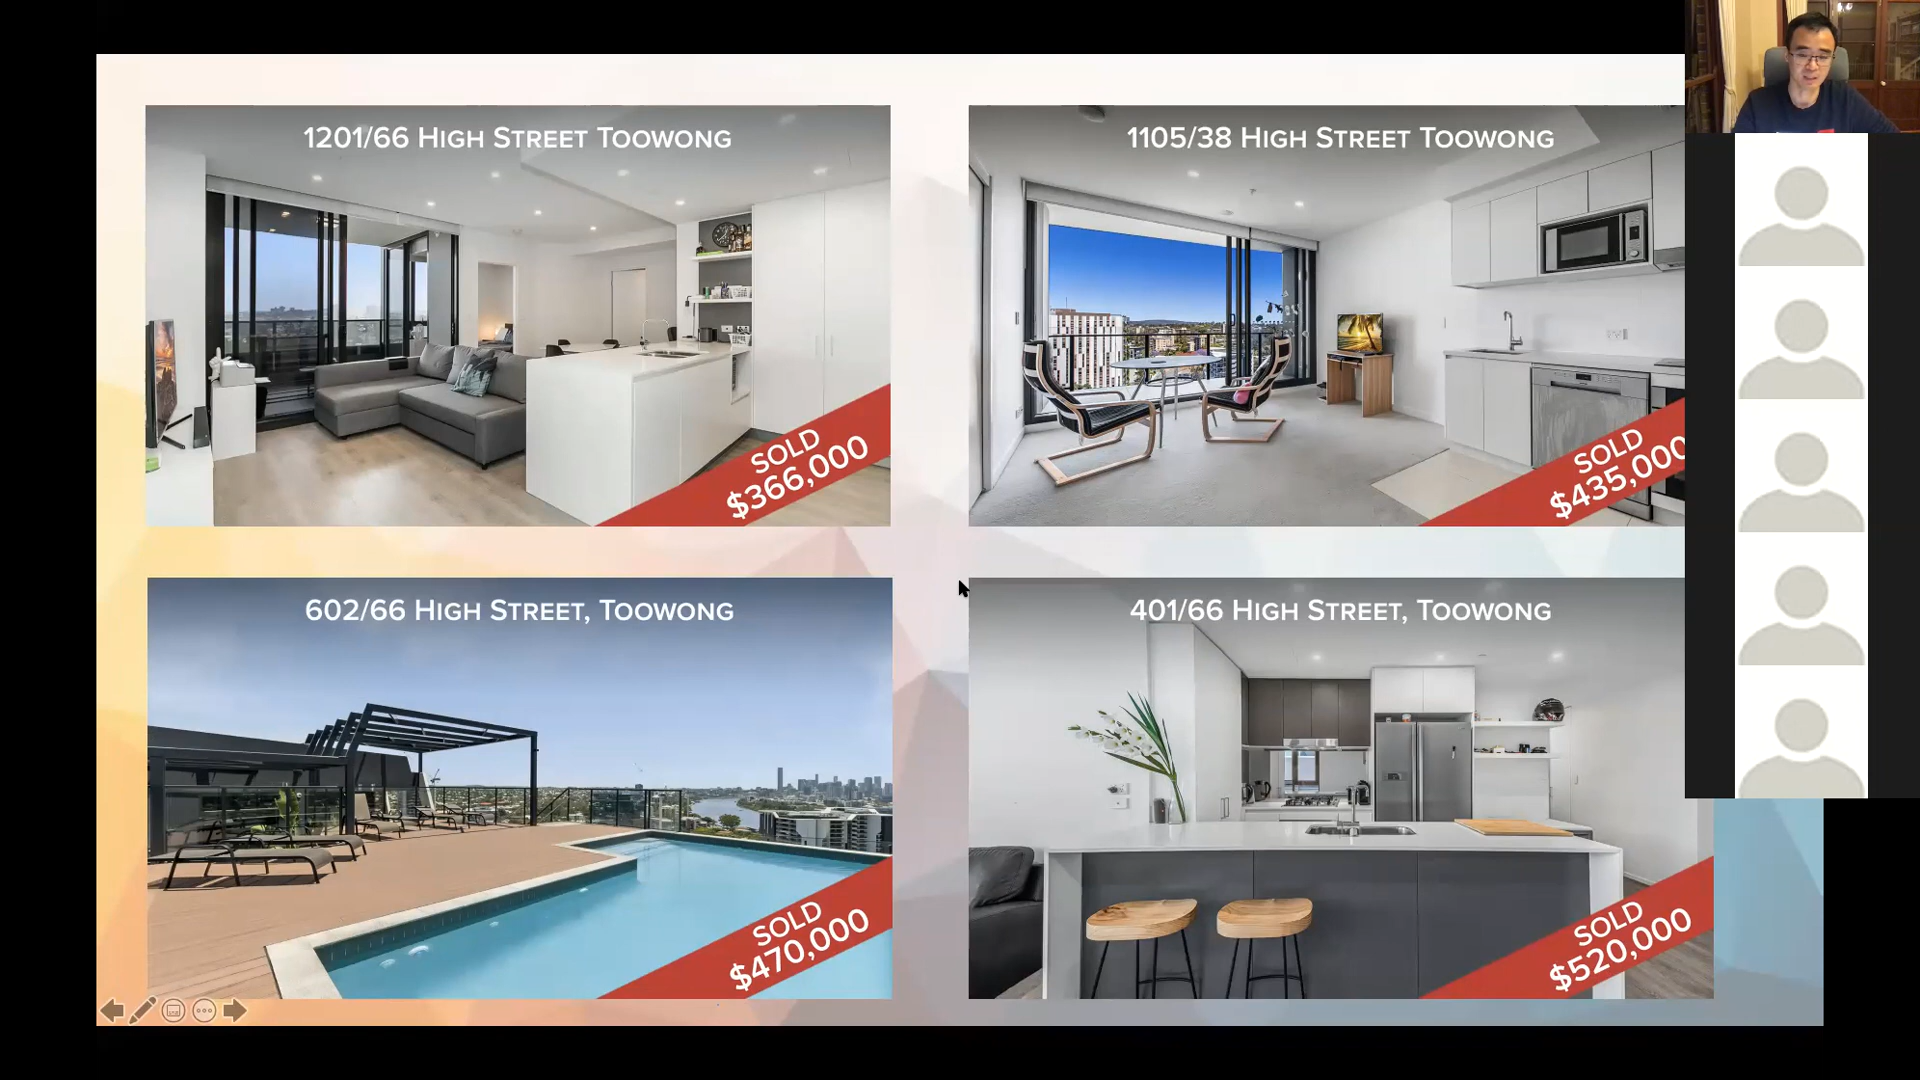 1201/66 HIGH STREET TOOWONG
SOLD
$366,000
1105/38 HIGH STREET TOOWONG
SOLD
$435,000
602/66 HIGH STREET, TOOWONG
SOLD
$470,000
401/66 HIGH STREET, TOOWONG
SOLD
$520,000